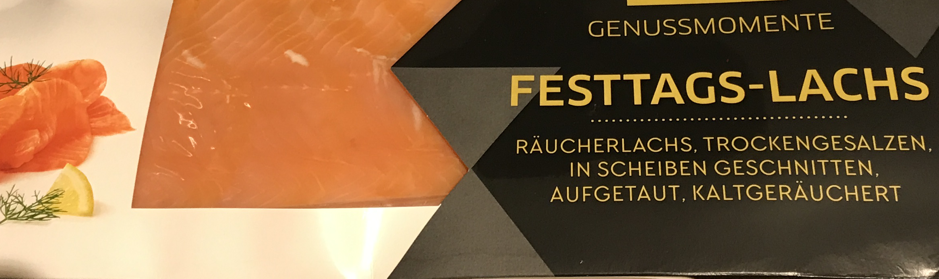 GENUSSMOMENTE
FESTTAGS-LACHS
RÄUCHERLACHS, TROCKENGESALZEN,
IN SCHEIBEN GESCHNITTEN,
AUFGETAUT, KALTGERÄUCHERT